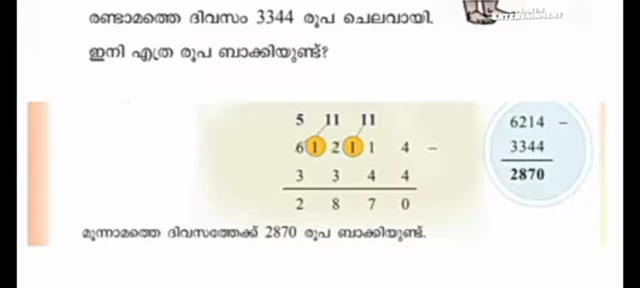 രണ്ടാമത്തെ ദിവസം 3344 രൂപ ചെലവായി.
ENTERTAINMENT
ഇനി എത്ര രൂപ ബാക്കിയുണ്ട്?
5 11 11
6 1 2 1 1 4 –
3 3 4 4
2 8 7 0
6214 –
3344
2870
മൂന്നാമത്തെ ദിവസത്തേക്ക് 2870 രൂപ ബാക്കിയുണ്ട്.